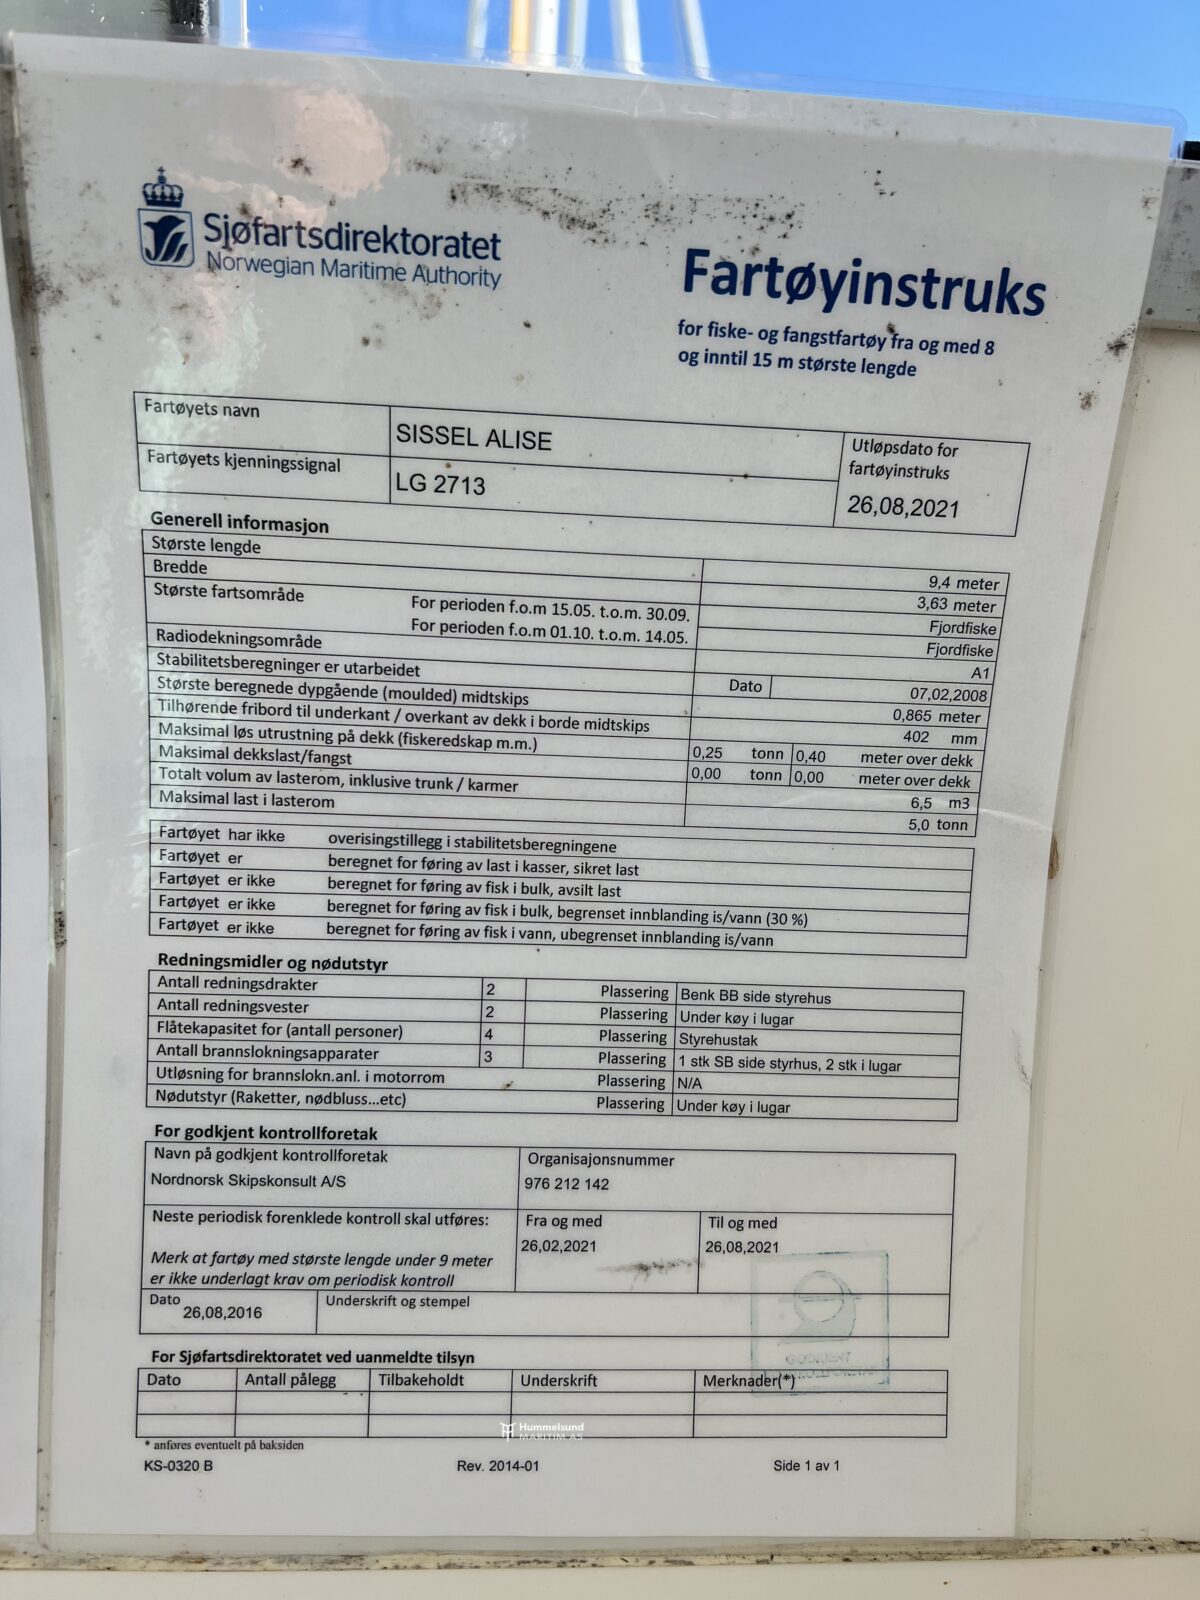 Sjøfartsdirektoratet
Norwegian Maritime Authority
Fartøyinstruks
for fiske- og fangstfartøy fra og med 8
og inntil 15 m største lengde
Fartøyets navn SISSEL ALISE
Fartøyets kjenningssignal LG 2713
Utløpsdato for
fartøyinstruks
26,08,2021
Generell informasjon
Største lengde 9,4 meter
Bredde 3,63 meter
Største fartsområde For perioden f.o.m 15.05. t.o.m. 30.09. Fjordfiske
For perioden f.o.m 01.10. t.o.m. 14.05. Fjordfiske
Radiodekningsområde A1
Stabilitetsberegninger er utarbeidet Dato 07,02,2008
Største beregnede dypgående (moulded) midtskips 0,865 meter
Tilhørende fribord til underkant / overkant av dekk i borde midtskips 402 mm
Maksimal løs utrustning på dekk (fiskeredskap m.m.) 0,25 tonn 0,40 meter over dekk
Maksimal dekkslast/fangst 0,00 tonn 0,00 meter over dekk
Totalt volum av lasterom, inklusive trunk / karmer 6,5 m3
Maksimal last i lasterom 5,0 tonn
Fartøyet har ikke overisingstillegg i stabilitetsberegningene
Fartøyet er beregnet for føring av last i kasser, sikret last
Fartøyet er ikke beregnet for føring av fisk i bulk, avsilt last
Fartøyet er ikke beregnet for føring av fisk i bulk, begrenset innblanding is/vann (30 %)
Fartøyet er ikke beregnet for føring av fisk i vann, ubegrenset innblanding is/vann
Redningsmidler og nødutstyr
Antall redningsdrakter 2 Plassering Benk BB side styrehus
Antall redningsvester 2 Plassering Under køy i lugar
Flåtekapasitet for (antall personer) 4 Plassering Styrehustak
Antall brannslokningsapparater 3 Plassering 1 stk SB side styrhus, 2 stk i lugar
Utløsning for brannslokn.anl. i motorrom Plassering N/A
Nødutstyr (Raketter, nødbluss...etc) Plassering Under køy i lugar
For godkjent kontrollforetak
Navn på godkjent kontrollforetak Organisajonsnummer
Nordnorsk Skipskonsult A/S 976 212 142
Neste periodisk forenklede kontroll skal utføres: Fra og med Til og med
26,02,2021 26,08,2021
Merk at fartøy med største lengde under 9 meter
er ikke underlagt krav om periodisk kontroll
Dato Underskrift og stempel
26,08,2016
For Sjøfartsdirektoratet ved uanmeldte tilsyn
Dato Antall pålegg Tilbakeholdt Underskrift Merknader(*)
Hummelsund
MARITIM AS
* anføres eventuelt på baksiden
KS-0320 B Rev. 2014-01 Side 1 av 1